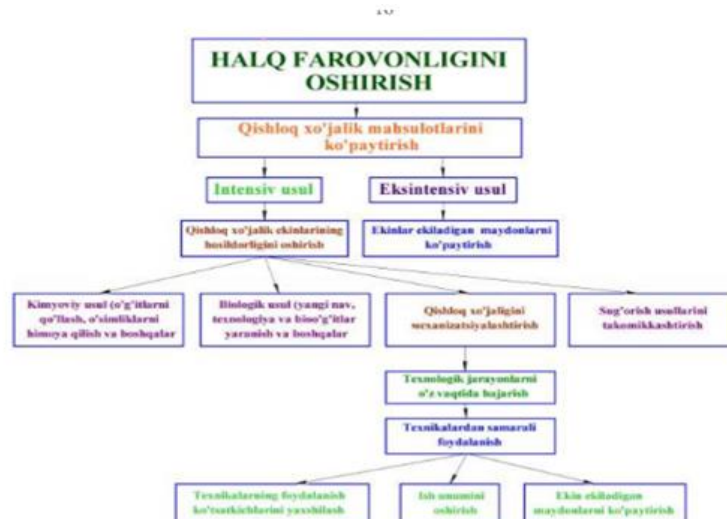 HALQ FAROVONLIGINI
OSHIRISH
Qishloq xo'jalik mahsulotlarini
ko'paytirish
Intensiv usul
Eksintensiv usul
Qishloq xo'jalik ekinlarining
hosildorligini oshirish
Ekinlar ekiladigan maydonlarni
ko'paytirish
Kimyoviy usul (o'g'itlarni
qo'llash, o'simliklarni
himoya qilish va boshqalar
Biologik usul (yangi nav,
texnologiya va bioo'g'itlar
yaratish va boshqalar
Qishloq xo'jaligini
mexanizatsiyalashtirish
Sug'orish usullarini
takomikkashtirish
Texnologik jarayonlarni
o'z vaqtida bajarish
Texnikalardan samarali
foydalanish
Texnikalarning foydalanish
ko'tsatkichlarini yaxshilash
Ish unumini
oshirish
Ekin ekiladigan
maydonlarni ko'paytirish